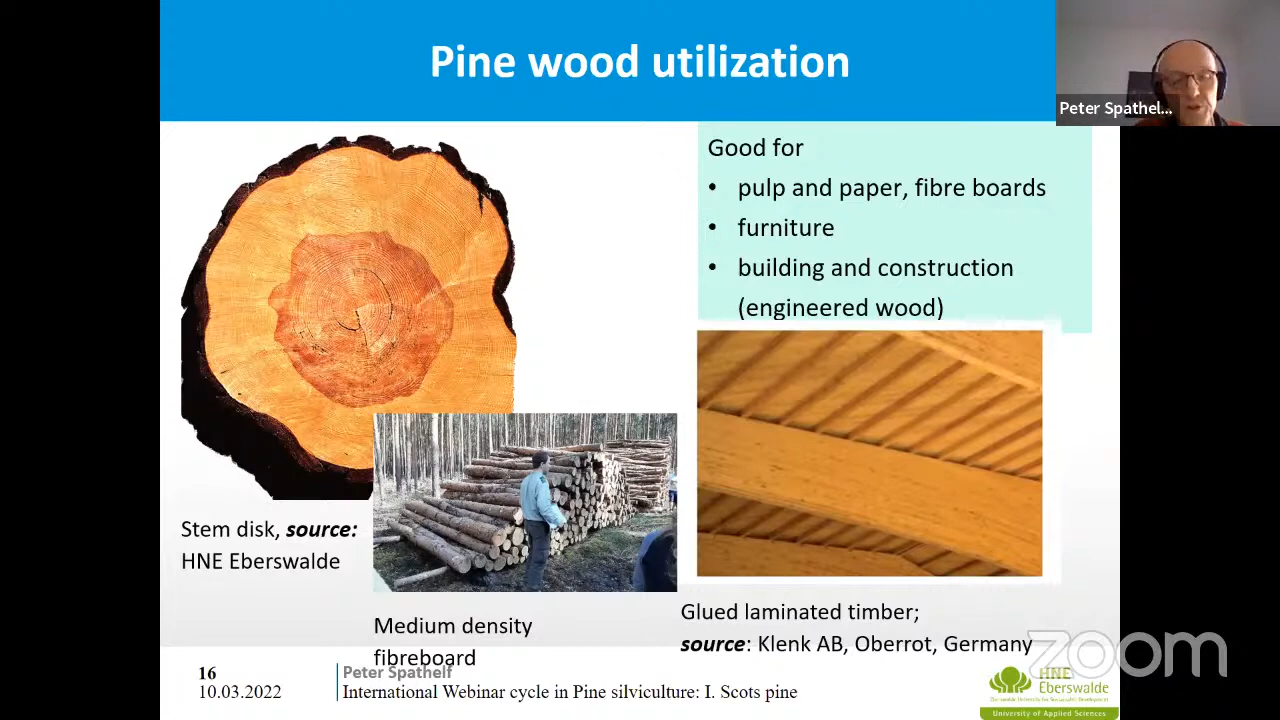 Pine wood utilization
Peter Spathel...
Good for
• pulp and paper, fibre boards
• furniture
• building and construction
(engineered wood)
Stem disk, source:
HNE Eberswalde
Medium density
fibreboard
Glued laminated timber;
source: Klenk AB, Oberrot, Germany
zoom
16
10.03.2022
Peter Spathelf
International Webinar cycle in Pine silviculture: I. Scots pine
HNE
Eberswalde
University of Applied Sciences